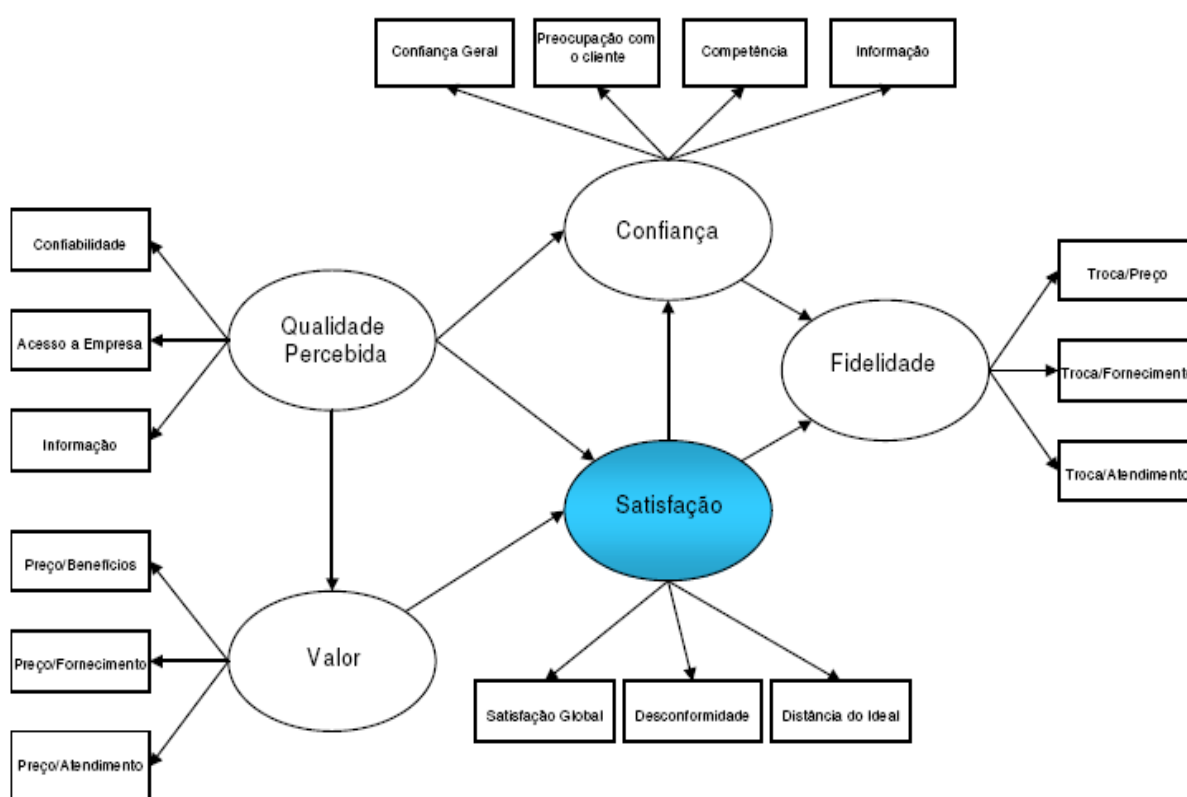 Confiança Geral
Preocupação com
o cliente
Competência
Informação
Confiança
Confiabilidade
Acesso a Empresa
Informação
Qualidade
Percebida
Fidelidade
Troca/Preço
Troca/Fornecimento
Troca/Atendimento
Satisfação
Preço/Benefícios
Preço/Fornecimento
Preço/Atendimento
Valor
Satisfação Global
Desconformidade
Distância do Ideal